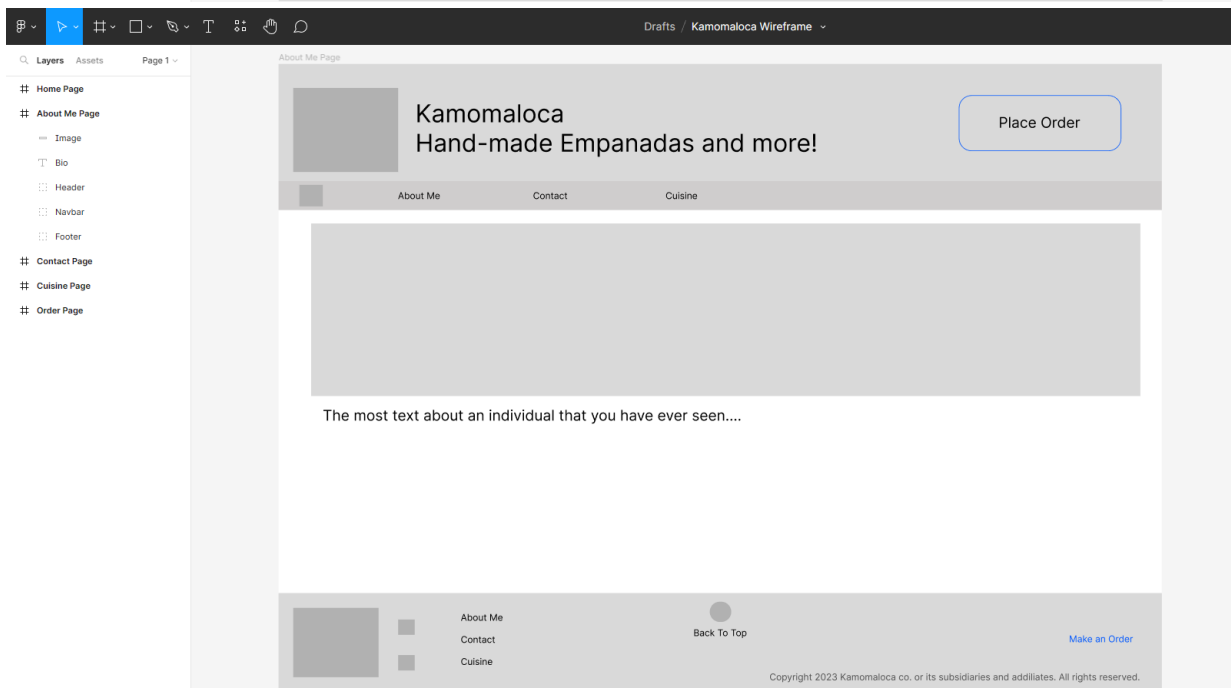 Drafts / Kamomaloca Wireframe
Layers Assets Page 1
Home Page
About Me Page
Image
Bio
Header
Navbar
Footer
Contact Page
Cuisine Page
Order Page
About Me Page
Kamomaloca
Hand-made Empanadas and more!
Place Order
About Me Contact Cuisine
The most text about an individual that you have ever seen....
About Me
Contact
Cuisine
Back To Top
Make an Order
Copyright 2023 Kamomaloca co. or its subsidiaries and addiliates. All rights reserved.